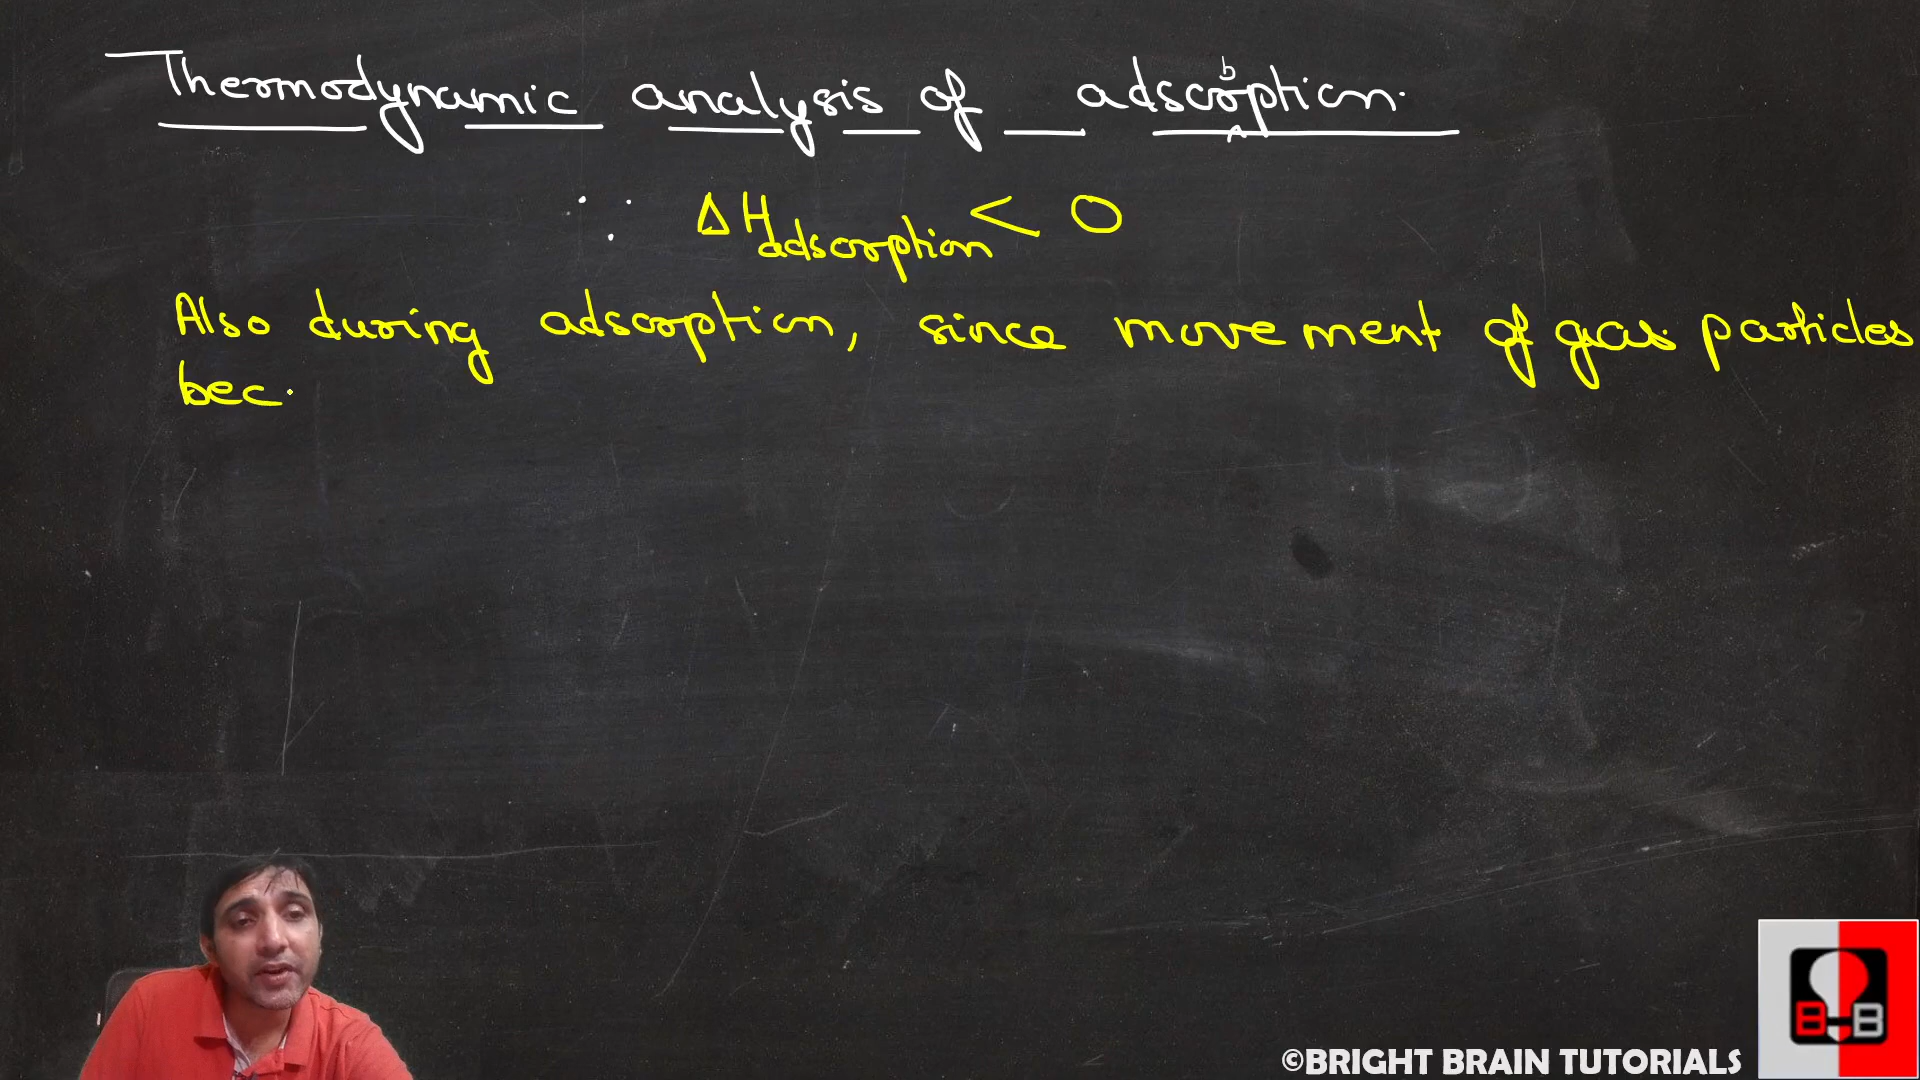 Thermodynamic analysis of adsorption.
∵ ΔH adsorption < 0
Also during adsorption, since movement of gas particles
bec.
B B
©BRIGHT BRAIN TUTORIALS